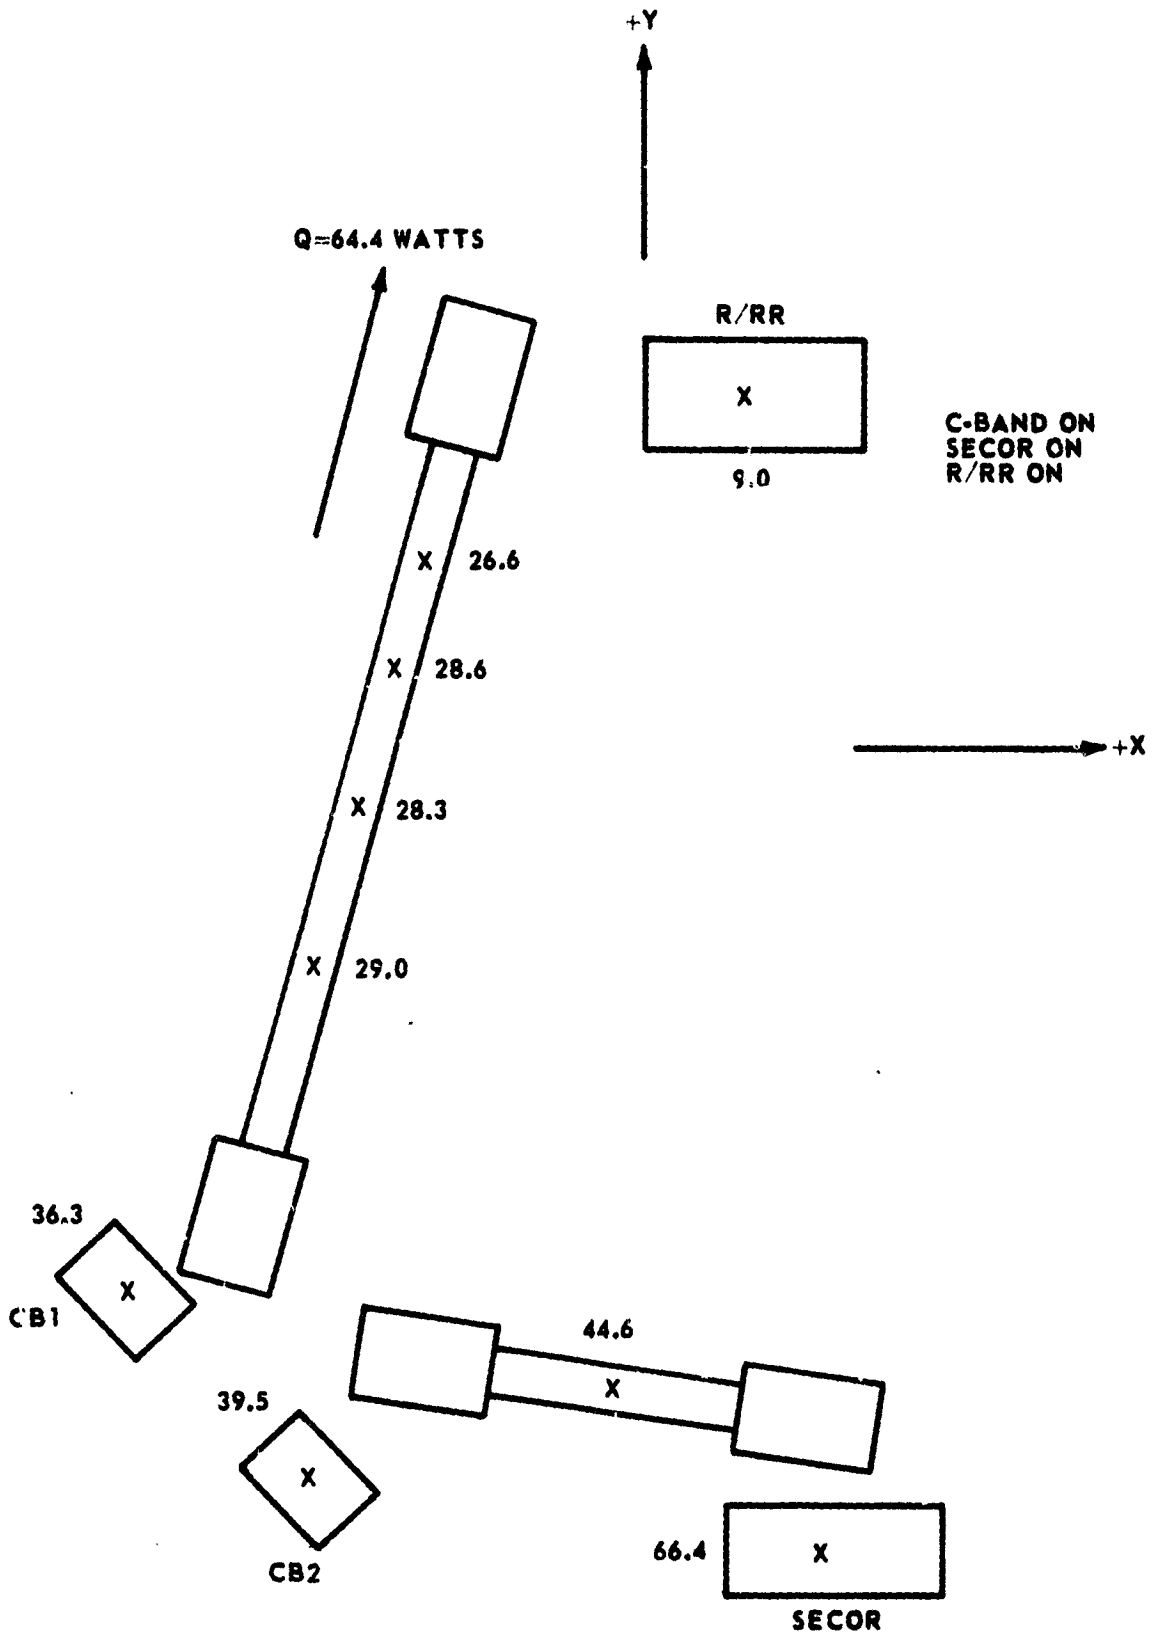 +Y
Q=64.4 WATTS
R/RR
X
C-BAND ON
SECOR ON
R/RR ON
9.0
X 26.6
X 28.6
+X
X 28.3
X 29.0
36.3
X
CB1
44.6
X
39.5
X
66.4 X
CB2
SECOR